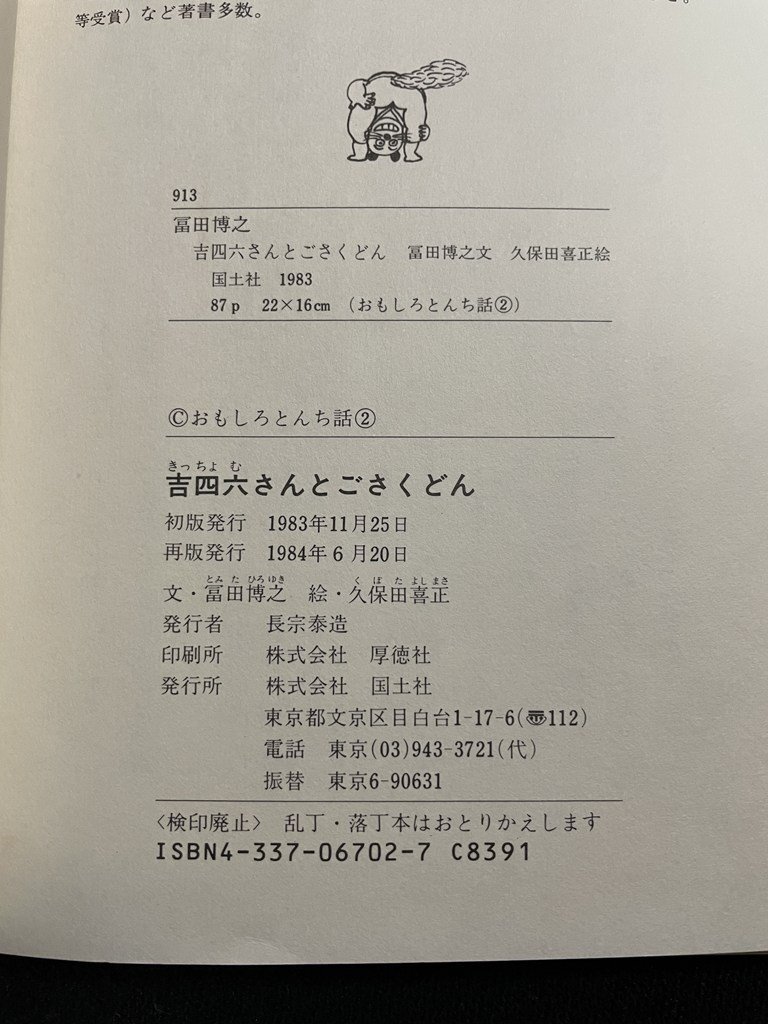 等受賞）など著書多数。
913
冨田博之
吉四六さんとごさくどん　冨田博之文　久保田喜正絵
国土社　1983
87p　22×16cm　（おもしろとんち話②）
Ⓒおもしろとんち話②
きっちょ　む
吉四六さんとごさくどん
初版発行　1983年11月25日
再版発行　1984年6月20日
とみ　た　ひろゆき　く　ぼ　た　よしまさ
文・冨田博之　絵・久保田喜正
発行者　長宗泰造
印刷所　株式会社　厚徳社
発行所　株式会社　国土社
東京都文京区目白台1-17-6(〠112)
電話　東京(03)943-3721(代)
振替　東京6-90631
〈検印廃止〉　乱丁・落丁本はおとりかえします
ISBN4-337-06702-7 C8391